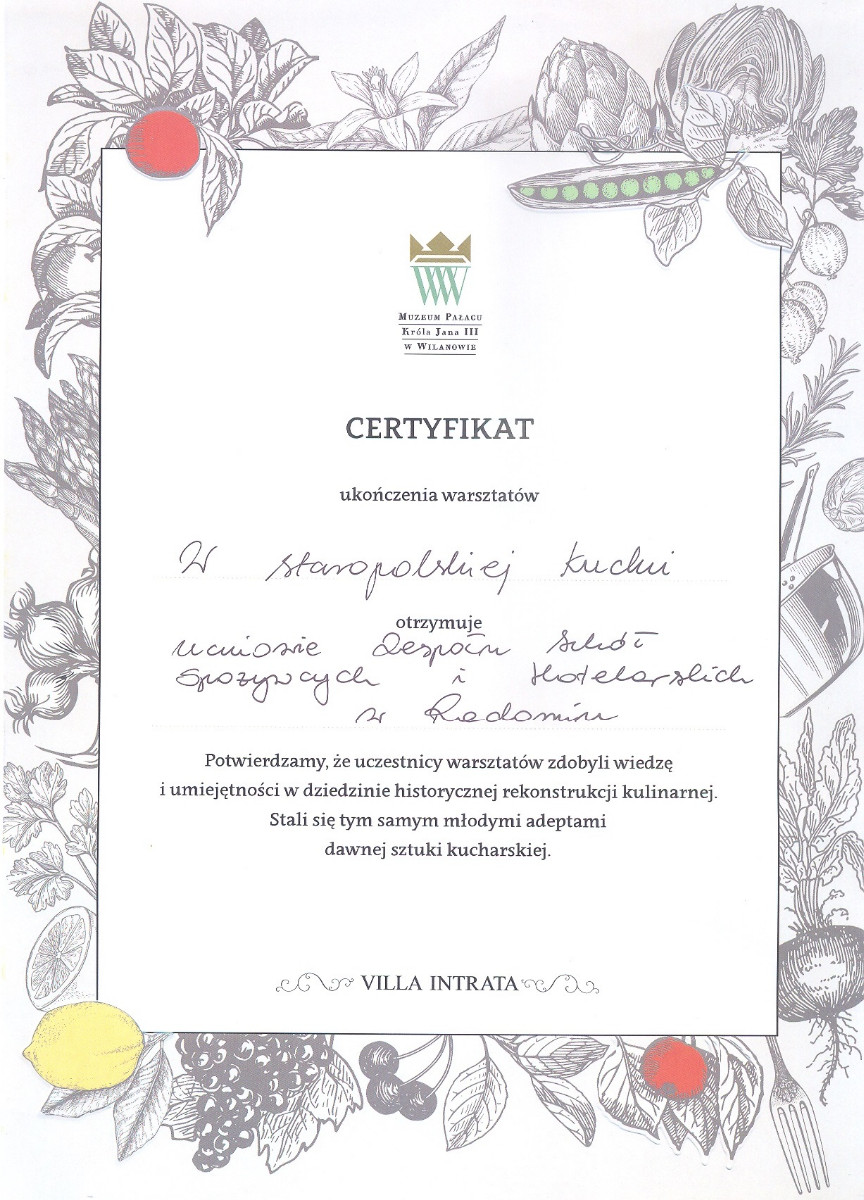 WW
MUZEUM PAŁACU
KRÓLA JANA III
W WILANOWIE
CERTYFIKAT
ukończenia warsztatów
W staropolskiej kuchni
otrzymuje
uczniowie Zespołu Szkół
Spożywczych i Hotelarskich
w Radomiu
Potwierdzamy, że uczestnicy warsztatów zdobyli wiedzę
i umiejętności w dziedzinie historycznej rekonstrukcji kulinarnej.
Stali się tym samym młodymi adeptami
dawnej sztuki kucharskiej.
VILLA INTRATA